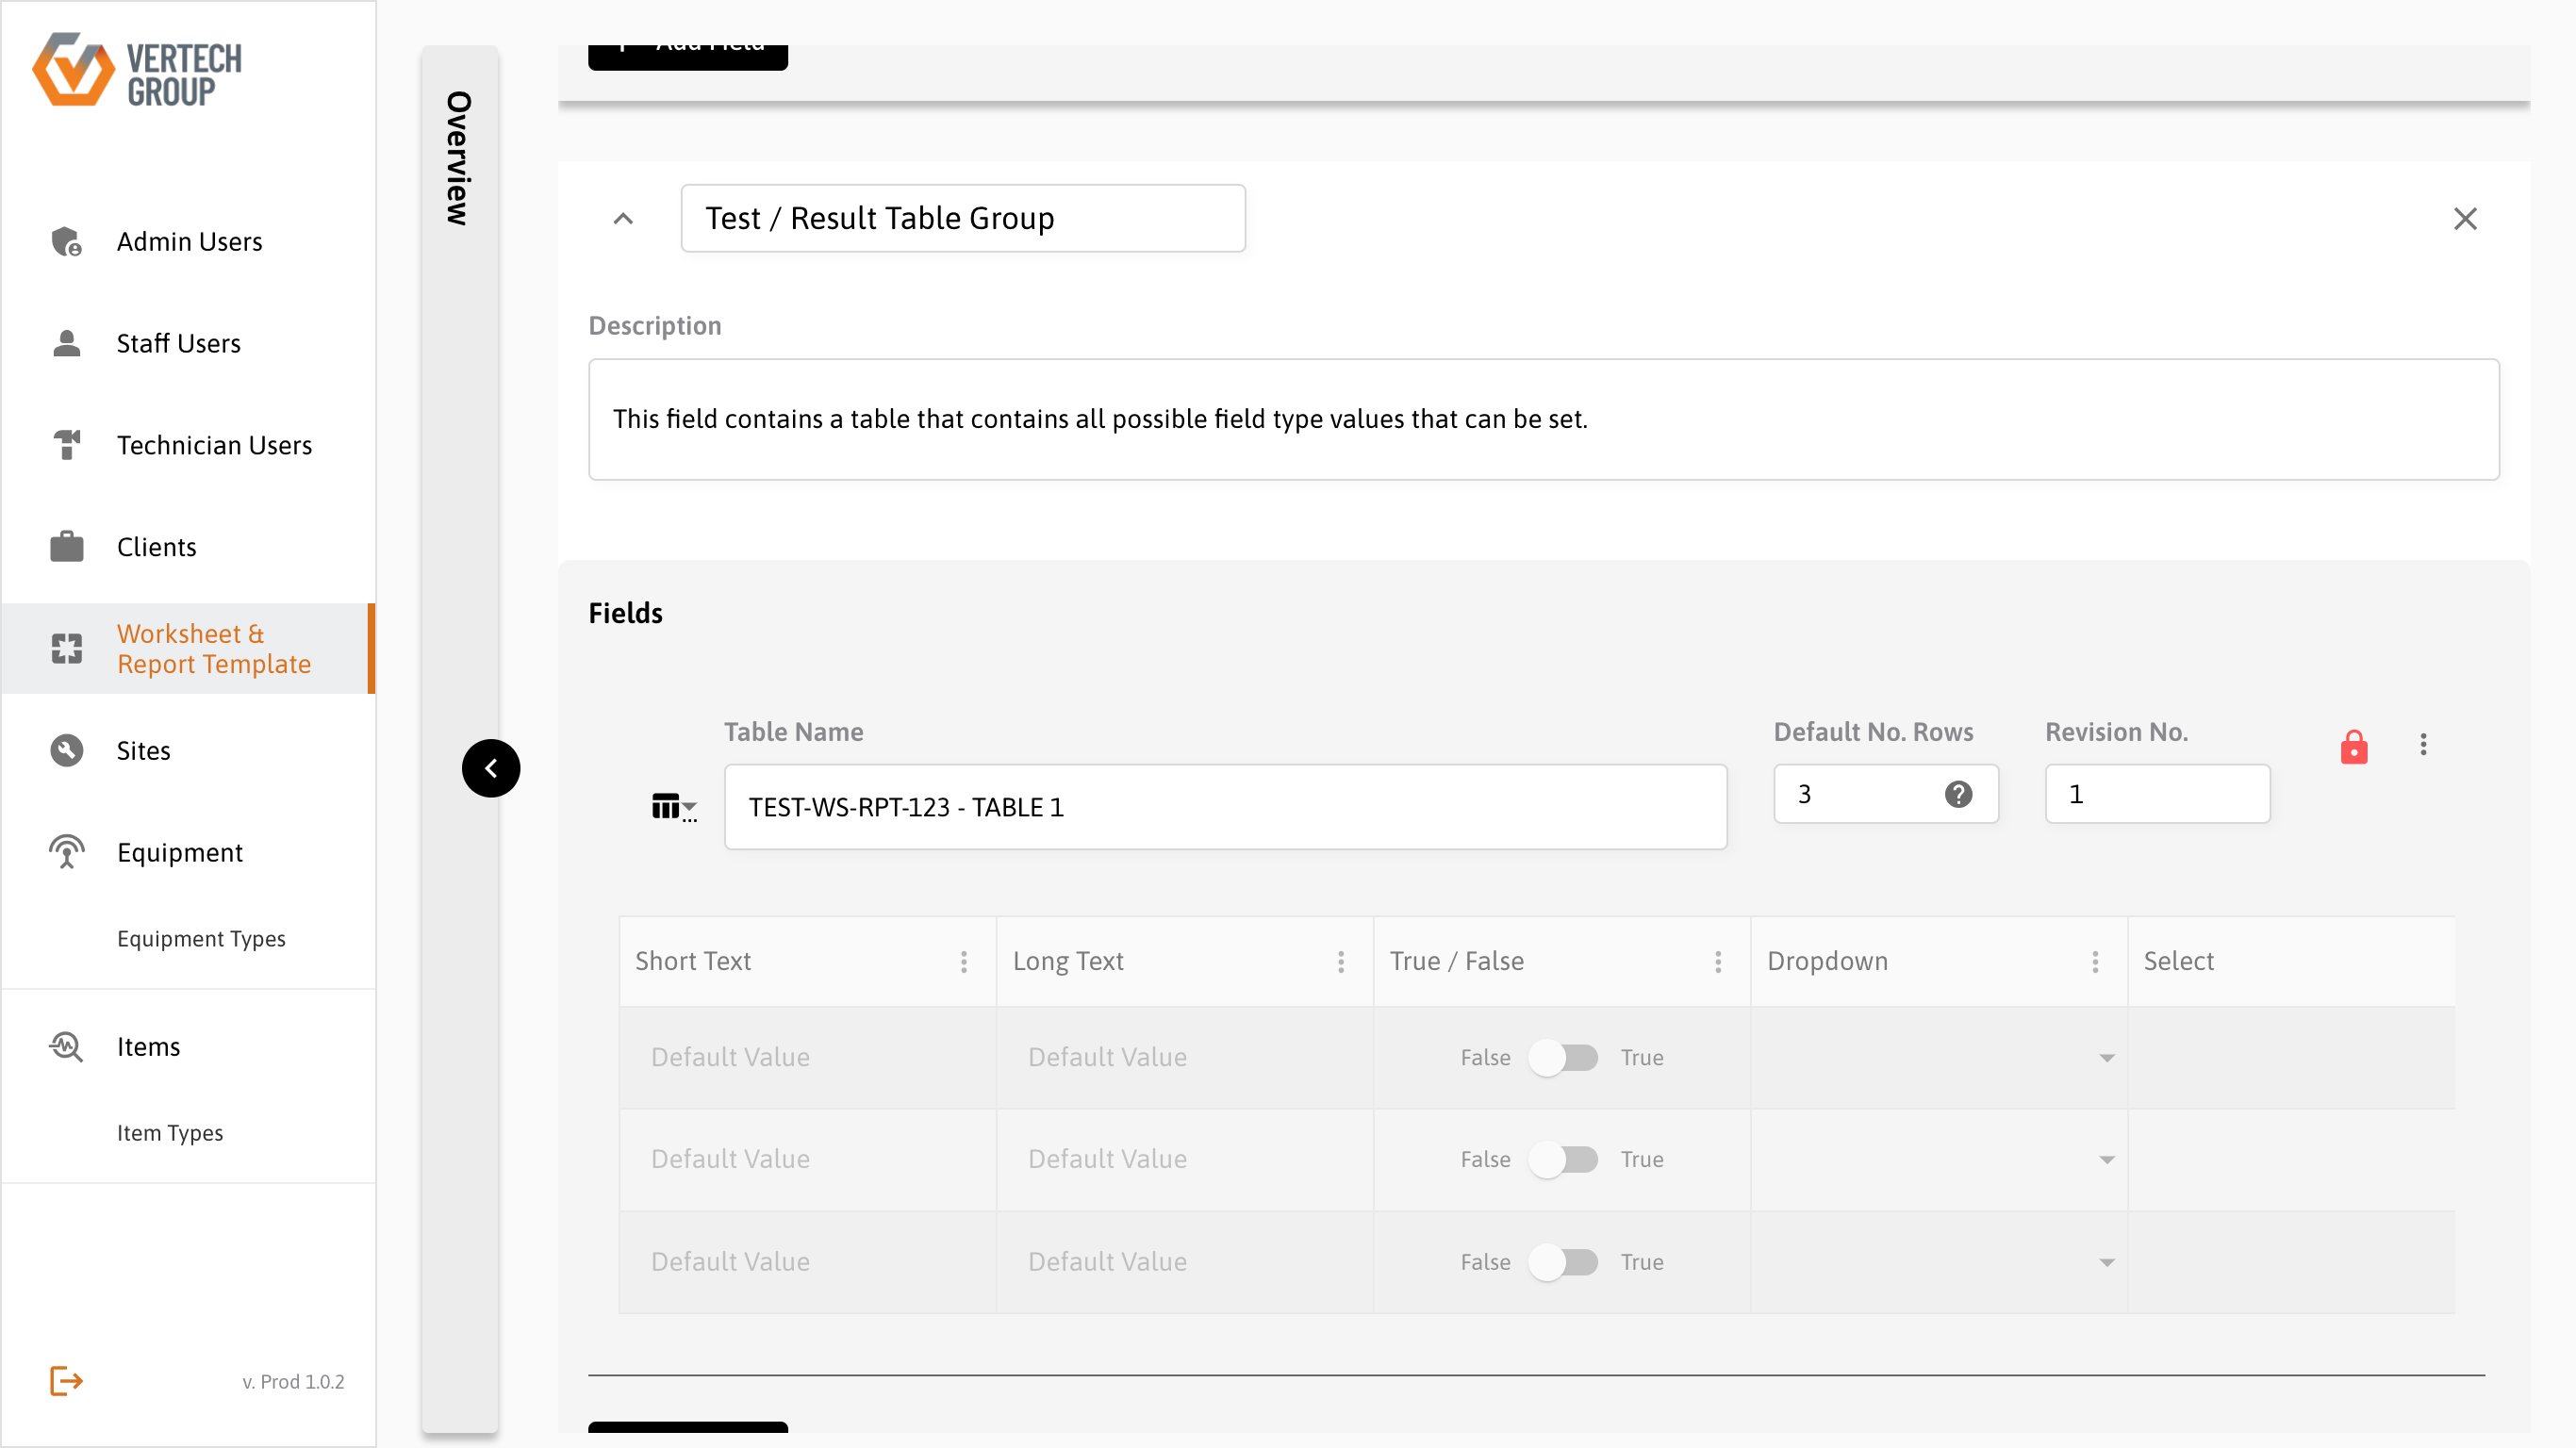 VERTECH
GROUP
Admin Users
Staff Users
Technician Users
Clients
Worksheet &
Report Template
Sites
Equipment
Equipment Types
Items
Item Types
v. Prod 1.0.2
Overview
Add Field
Test / Result Table Group
Description
This field contains a table that contains all possible field type values that can be set.
Fields
Table Name
Default No. Rows
Revision No.
...
TEST-WS-RPT-123 - TABLE 1
3
1
Short Text
Long Text
True / False
Dropdown
Select
Default Value
Default Value
False
True
Default Value
Default Value
False
True
Default Value
Default Value
False
True